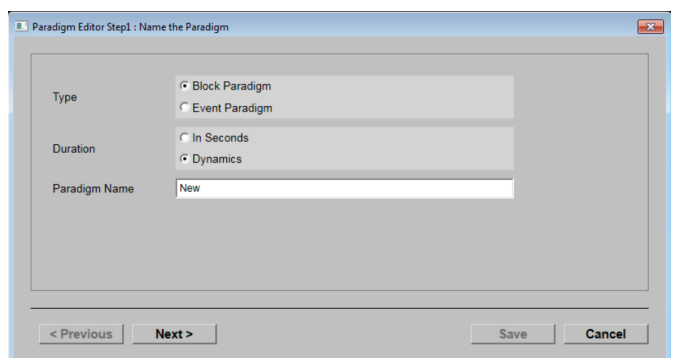 Paradigm Editor Step1 : Name the Paradigm
Type
Block Paradigm
Event Paradigm
Duration
In Seconds
Dynamics
Paradigm Name
New
< Previous
Next >
Save
Cancel